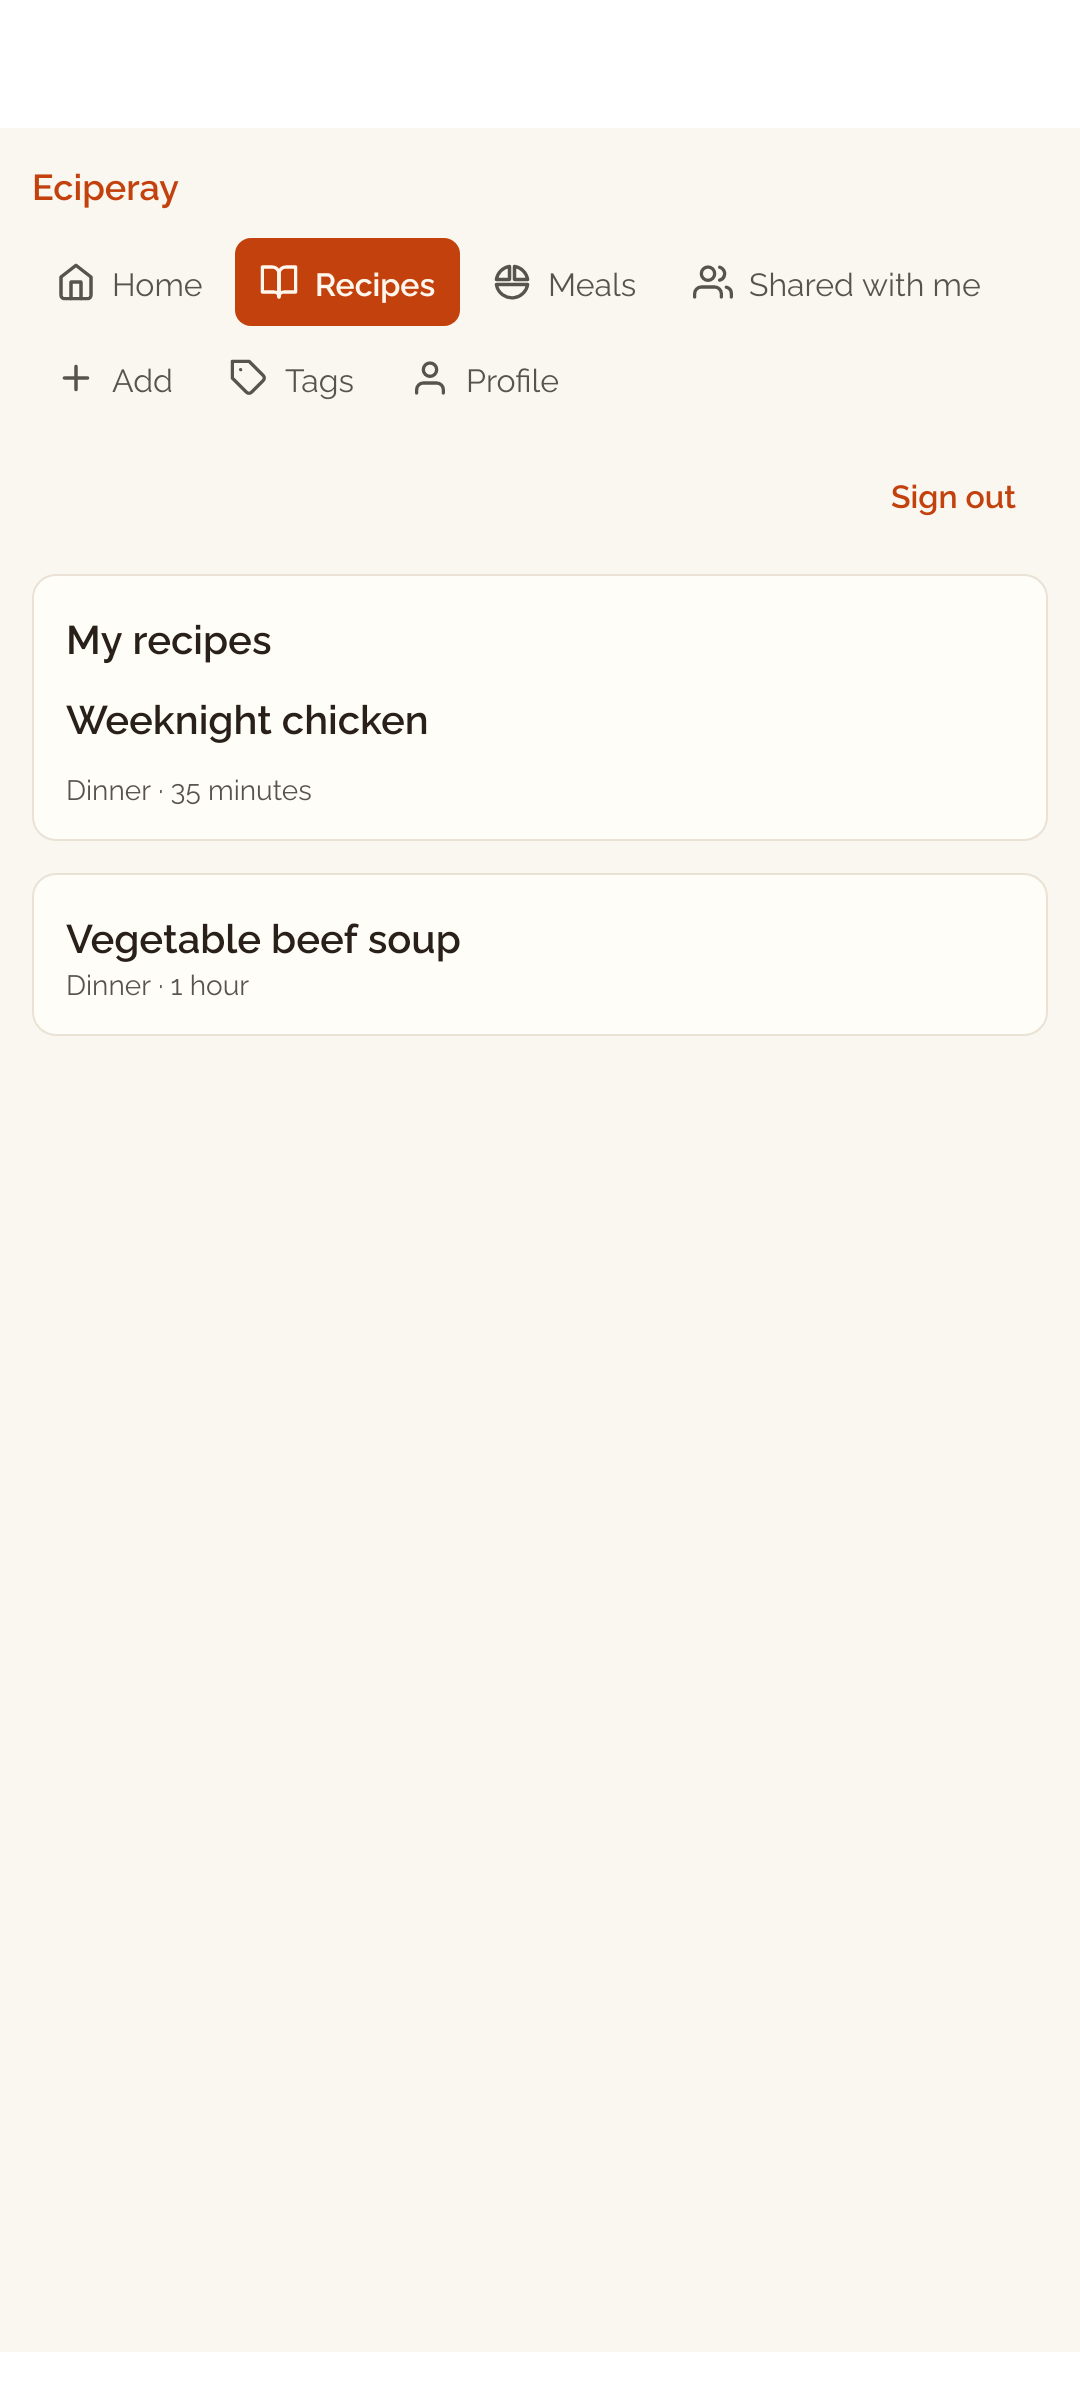 Eciperay
Home Recipes Meals Shared with me
Add Tags Profile
Sign out
My recipes
Weeknight chicken
Dinner · 35 minutes
Vegetable beef soup
Dinner · 1 hour